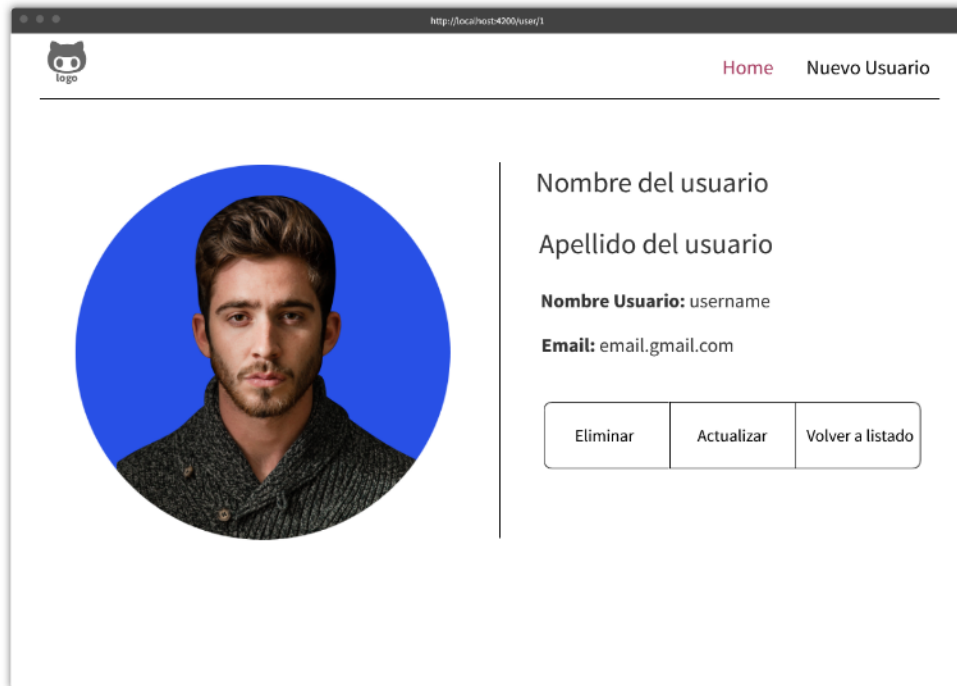 http://localhost:4200/user/1
logo
Home Nuevo Usuario
Nombre del usuario
Apellido del usuario
Nombre Usuario: username
Email: email.gmail.com
Eliminar Actualizar Volver a listado